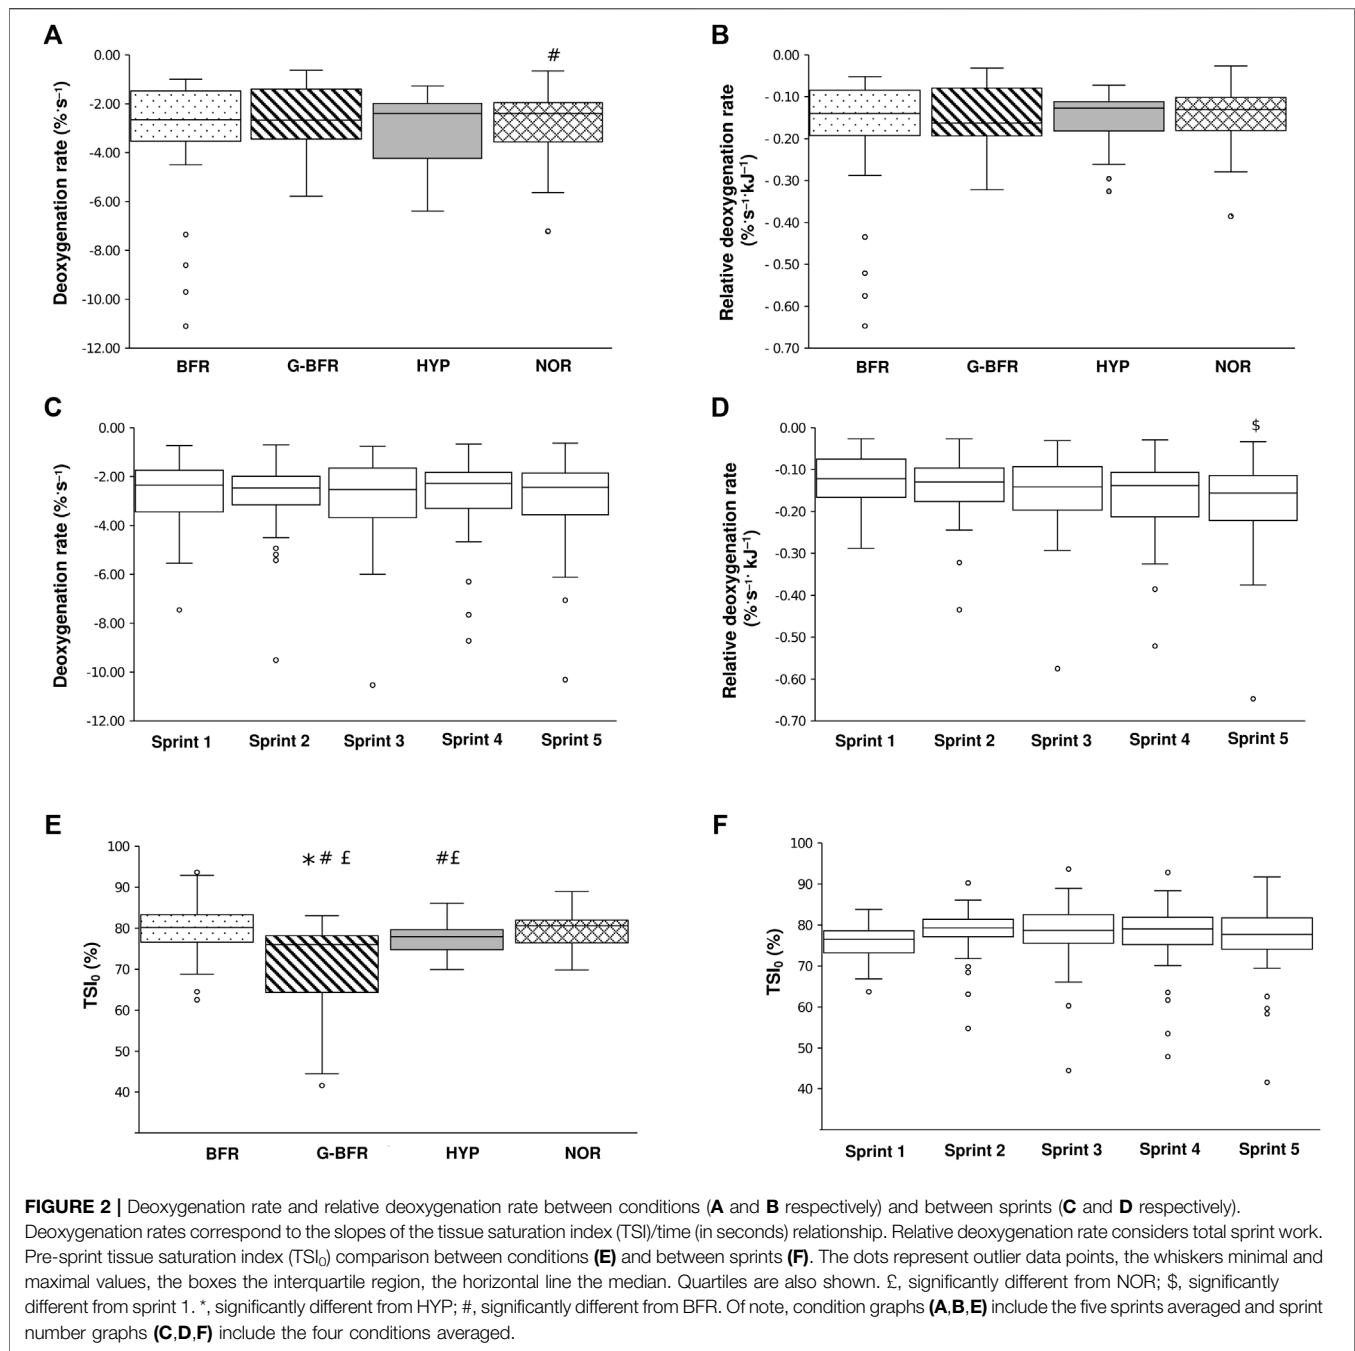 A
Deoxygenation rate (%·s⁻¹)
0.00
-2.00
-4.00
-6.00
-8.00
-10.00
-12.00
#
BFR
G-BFR
HYP
NOR
B
Relative deoxygenation rate
(%·s⁻¹·kJ⁻¹)
0.00
- 0.10
- 0.20
- 0.30
- 0.40
- 0.50
- 0.60
- 0.70
BFR
G-BFR
HYP
NOR
C
Deoxygenation rate (%·s⁻¹)
0.00
-2.00
-4.00
-6.00
-8.00
-10.00
-12.00
Sprint 1
Sprint 2
Sprint 3
Sprint 4
Sprint 5
D
Relative deoxygenation rate
(%·s⁻¹· kJ⁻¹)
0.00
-0.10
-0.20
-0.30
-0.40
-0.50
-0.60
-0.70
$
Sprint 1
Sprint 2
Sprint 3
Sprint 4
Sprint 5
E
TSI₀ (%)
100
90
80
70
60
50
40
* # £
#£
BFR
G-BFR
HYP
NOR
F
TSI₀ (%)
100
90
80
70
60
50
40
Sprint 1
Sprint 2
Sprint 3
Sprint 4
Sprint 5
FIGURE 2 | Deoxygenation rate and relative deoxygenation rate between conditions (A and B respectively) and between sprints (C and D respectively).
Deoxygenation rates correspond to the slopes of the tissue saturation index (TSI)/time (in seconds) relationship. Relative deoxygenation rate considers total sprint work.
Pre-sprint tissue saturation index (TSI₀) comparison between conditions (E) and between sprints (F). The dots represent outlier data points, the whiskers minimal and
maximal values, the boxes the interquartile region, the horizontal line the median. Quartiles are also shown. £, significantly different from NOR; $, significantly
different from sprint 1. *, significantly different from HYP; #, significantly different from BFR. Of note, condition graphs (A,B,E) include the five sprints averaged and sprint
number graphs (C,D,F) include the four conditions averaged.